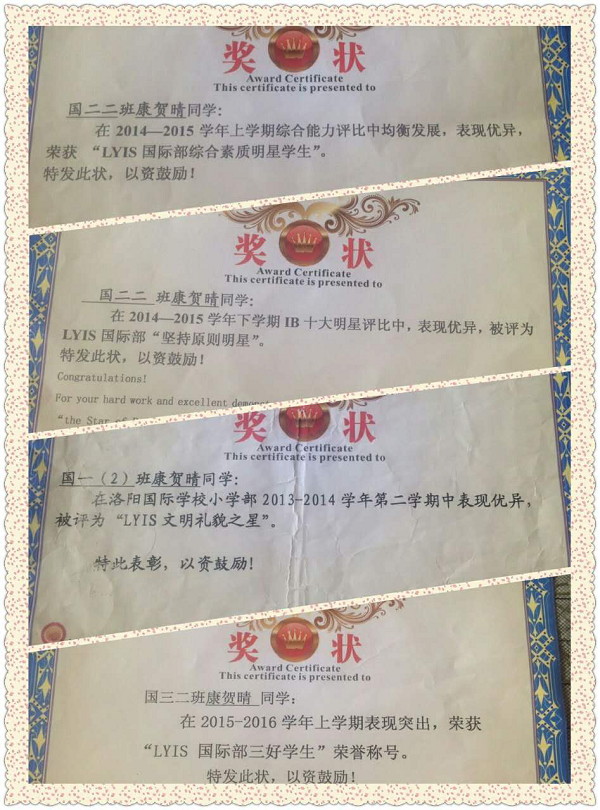 奖 状
Award Certificate
This certificate is presented to
国二二班康贺晴同学:
在 2014—2015 学年上学期综合能力评比中均衡发展，表现优异，
荣获 “LYIS 国际部综合素质明星学生”。
特发此状，以资鼓励！
奖 状
Award Certificate
This certificate is presented to
国二二 班康贺晴同学:
在 2014—2015 学年下学期 IB 十大明星评比中，表现优异，被评为
LYIS 国际部“坚持原则明星”。
特发此状，以资鼓励！
Congratulations!
For your hard work and excellent
“the Star of
奖 状
Award Certificate
This certificate is presented to
国一（2）班康贺晴同学:
在洛阳国际学校小学部 2013-2014 学年第二学期中表现优异，
被评为 “LYIS 文明礼貌之星”。
特此表彰，以资鼓励！
奖 状
Award Certificate
This certificate is presented to
国三二班康贺晴 同学:
在 2015-2016 学年上学期表现突出，荣获
“LYIS 国际部三好学生” 荣誉称号。
特发此状，以资鼓励！